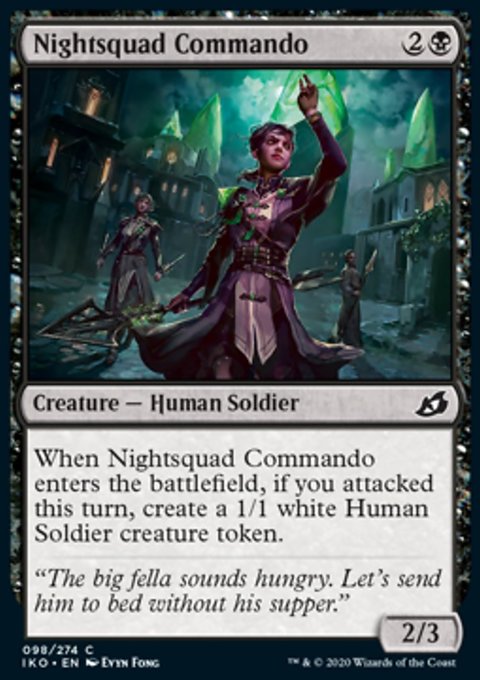 Nightsquad Commando 2
Creature — Human Soldier
When Nightsquad Commando
enters the battlefield, if you attacked
this turn, create a 1/1 white Human
Soldier creature token.
“The big fella sounds hungry. Let’s send
him to bed without his supper.”
2/3
098/274 C
IKO • EN Evyn Fong
™ & © 2020 Wizards of the Coast